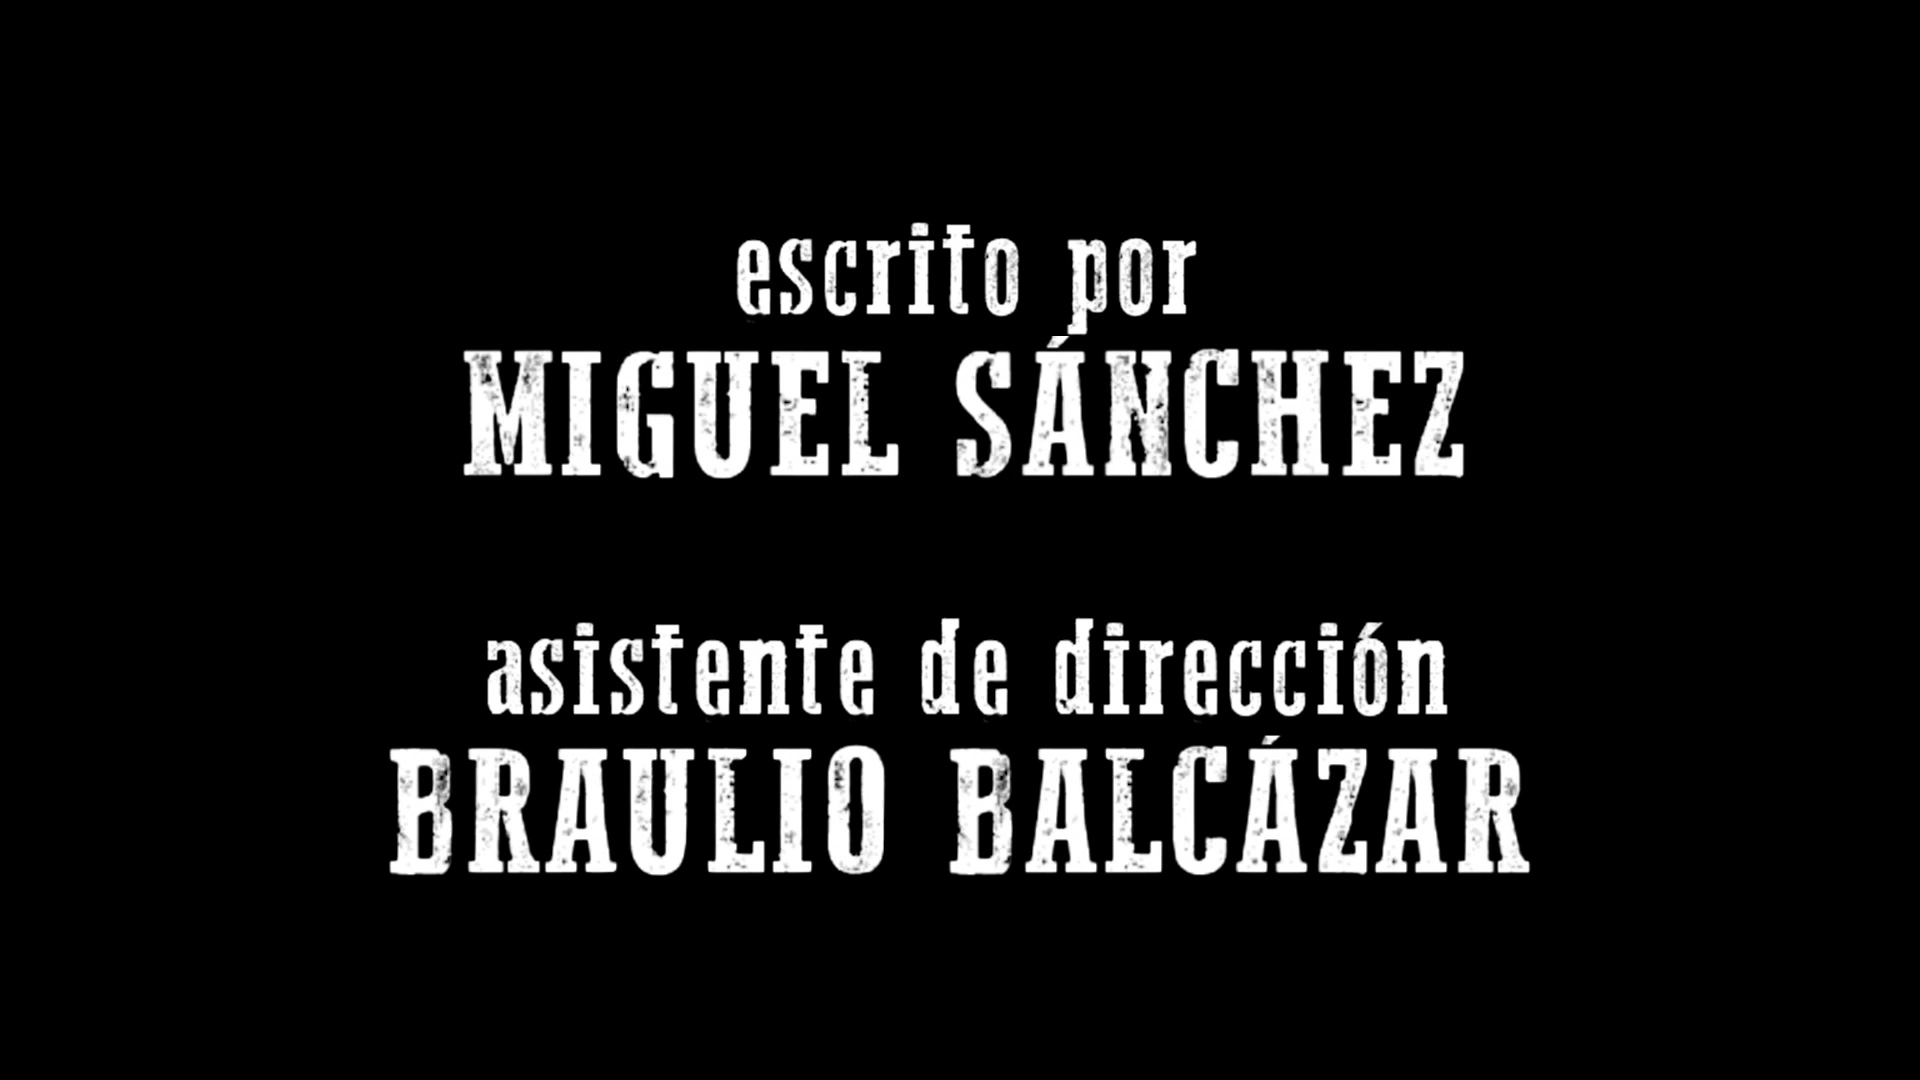 escrito por
MIGUEL SÁNCHEZ
asistente de dirección
BRAULIO BALCÁZAR